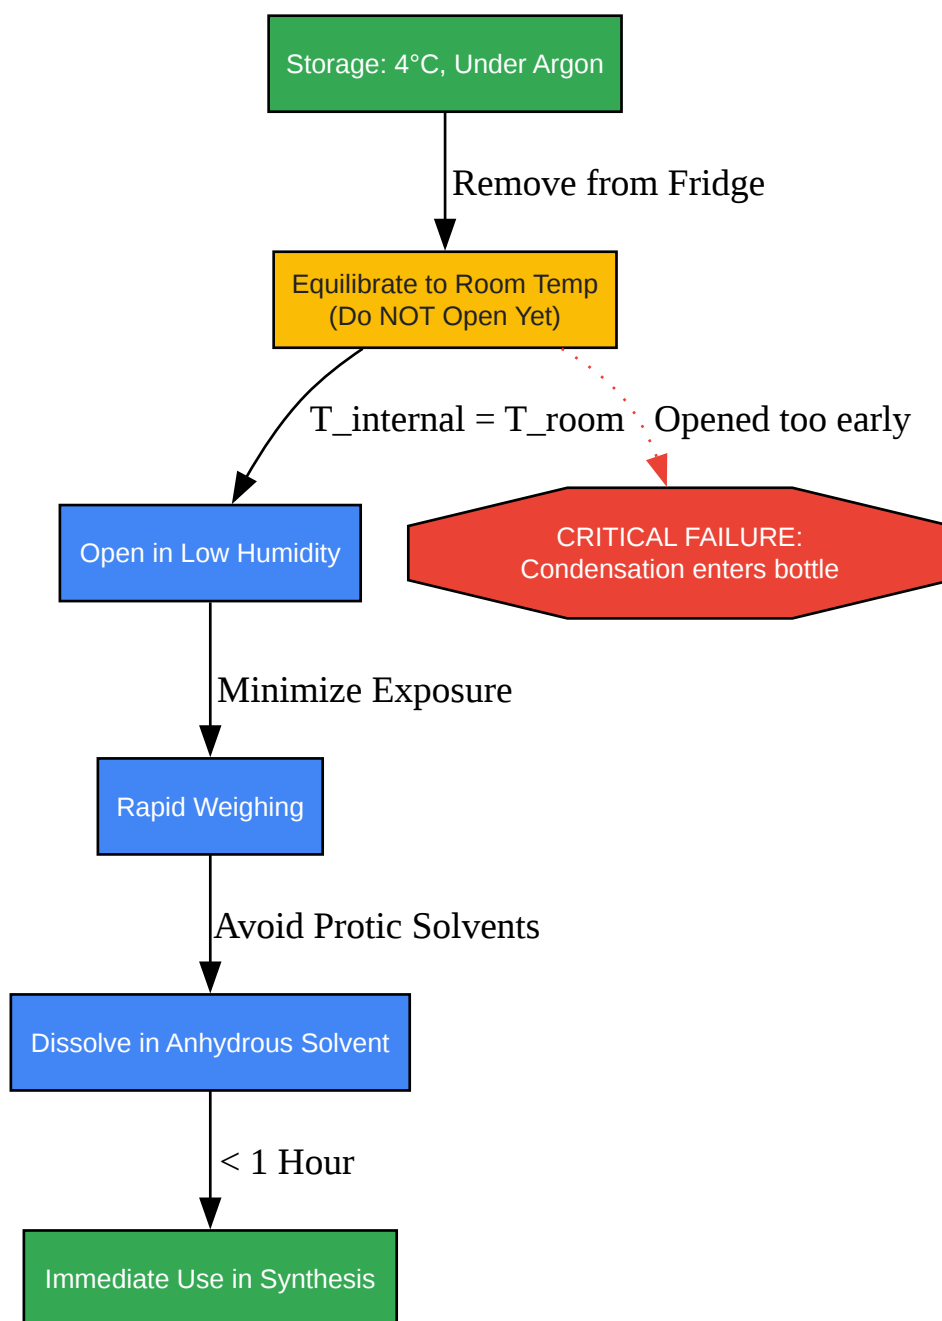 Storage: 4°C, Under Argon
Remove from Fridge
Equilibrate to Room Temp
(Do NOT Open Yet)
T_internal = T_room
Opened too early
Open in Low Humidity
CRITICAL FAILURE:
Condensation enters bottle
Minimize Exposure
Rapid Weighing
Avoid Protic Solvents
Dissolve in Anhydrous Solvent
< 1 Hour
Immediate Use in Synthesis